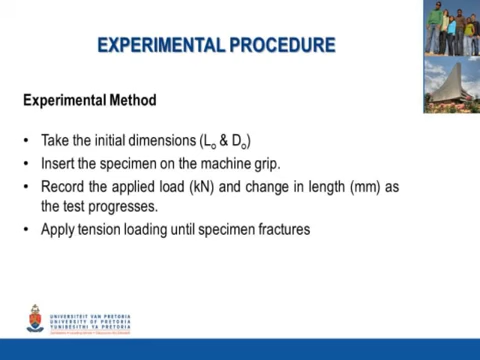 EXPERIMENTAL PROCEDURE
Experimental Method
• Take the initial dimensions (Lo & Do)
• Insert the specimen on the machine grip.
• Record the applied load (kN) and change in length (mm) as
the test progresses.
• Apply tension loading until specimen fractures
UNIVERSITEIT VAN PRETORIA
UNIVERSITY OF PRETORIA
YUNIBESITHI YA PRETORIA